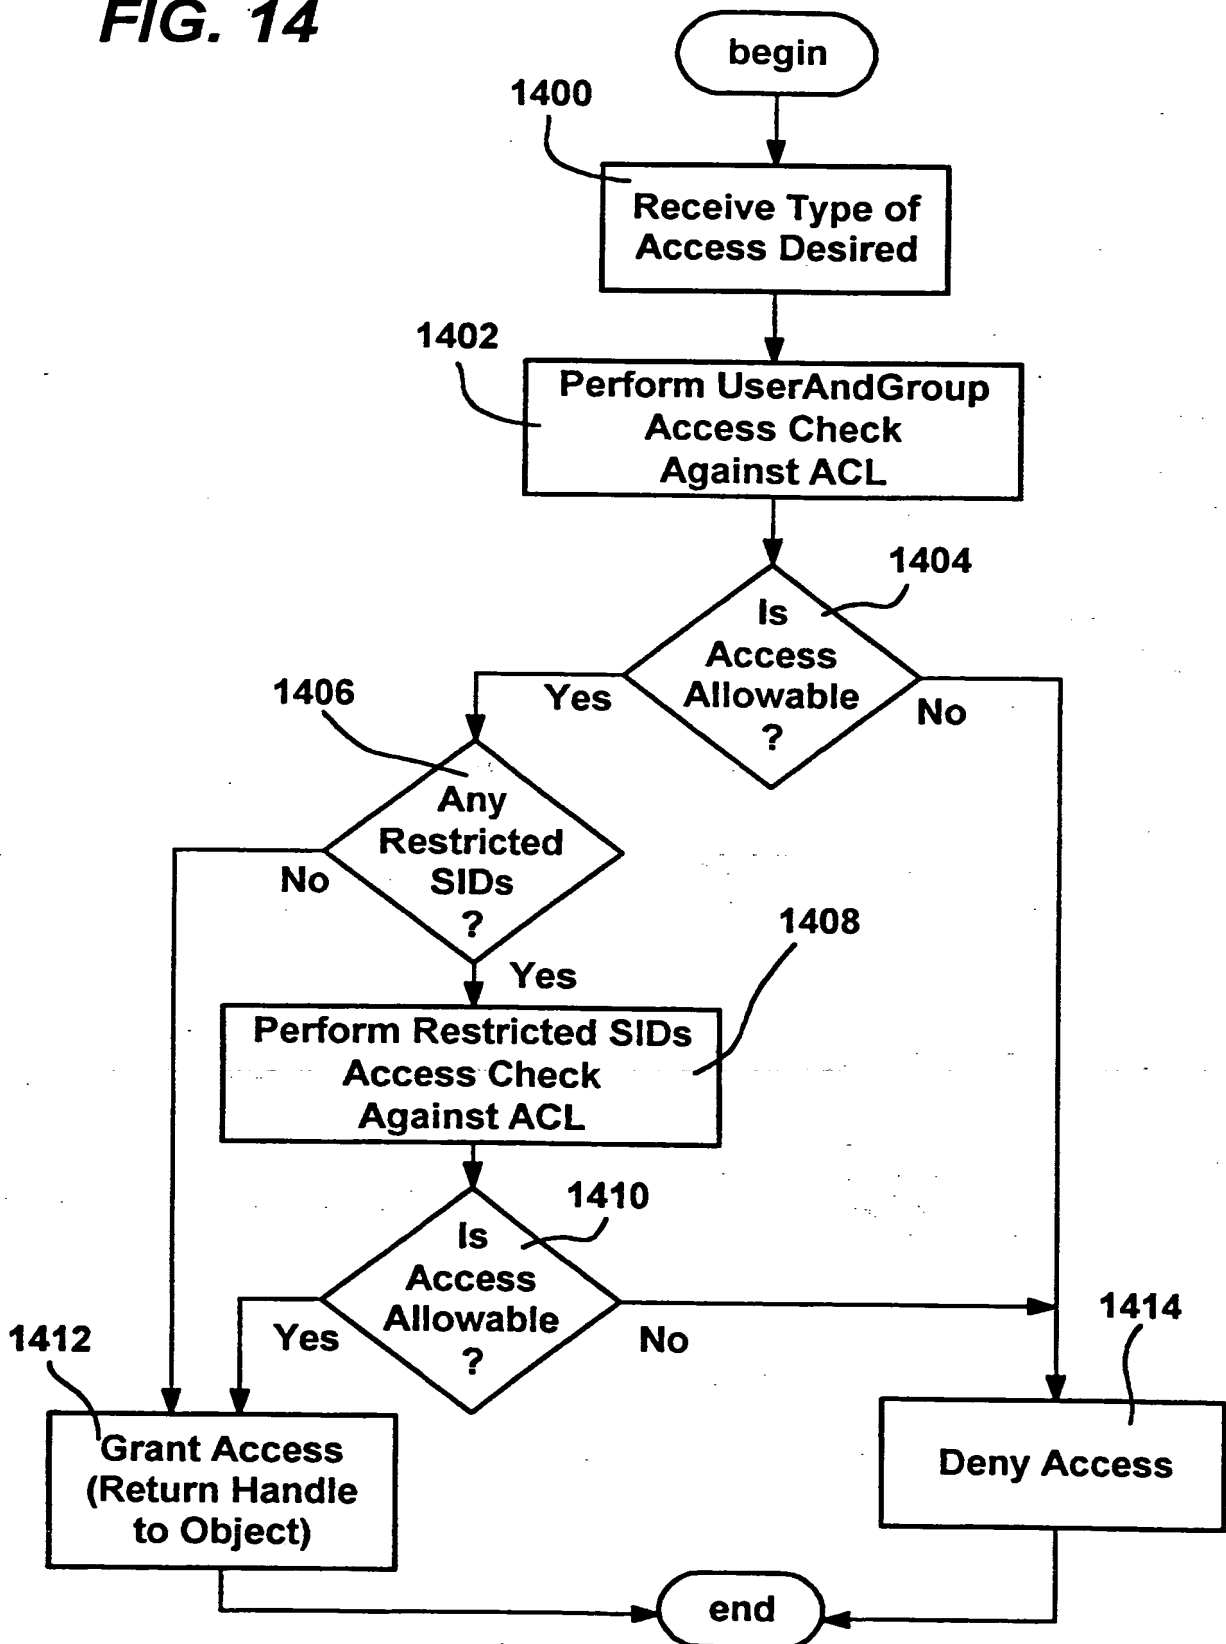 FIG. 14
begin
1400
Receive Type of
Access Desired
1402
Perform UserAndGroup
Access Check
Against ACL
1404
Is
Access
Allowable
?
Yes
No
1406
Any
Restricted
SIDs
?
No
Yes
1408
Perform Restricted SIDs
Access Check
Against ACL
1410
Is
Access
Allowable
?
Yes
No
1412
Grant Access
(Return Handle
to Object)
1414
Deny Access
end